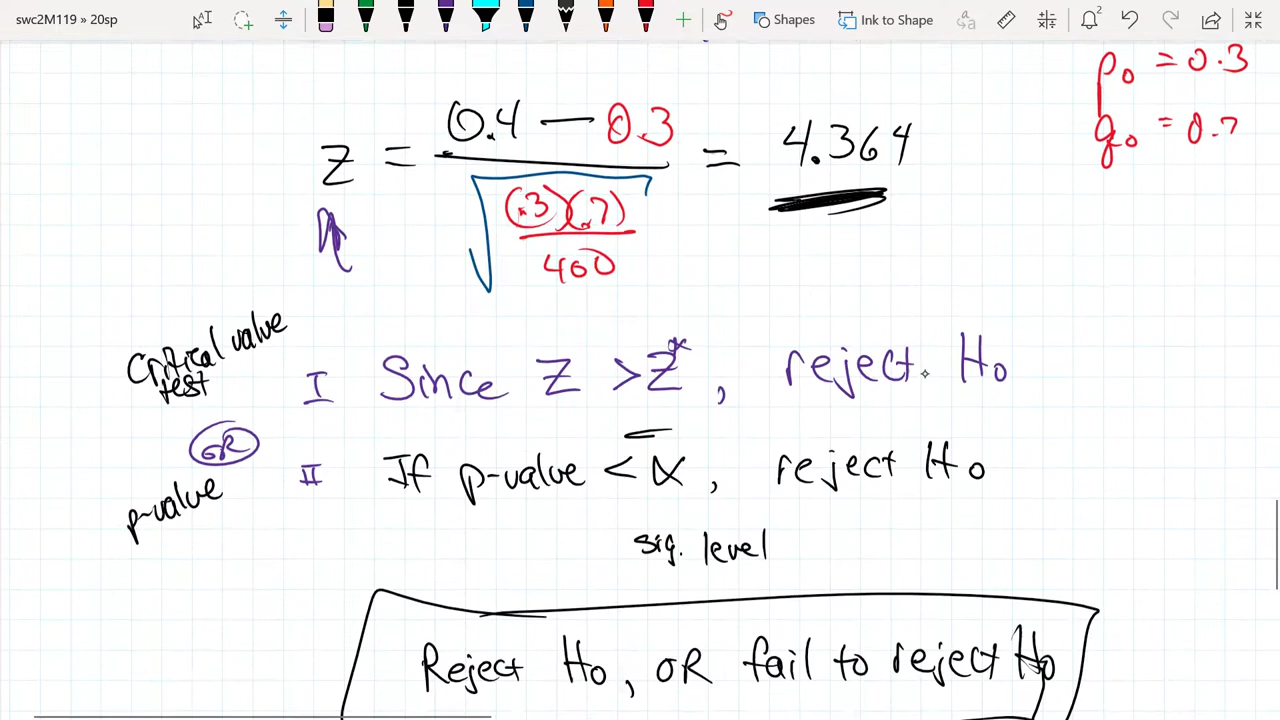 swc2M119 » 20sp
Shapes
Ink to Shape
p₀ = 0.3
q₀ = 0.7
z = (0.4 — 0.3) / √((.3)(.7) / 400) = 4.364
Critical value test
I Since Z > Z*, reject H₀
OR
II If p-value < α, reject H₀
p-value
sig. level
Reject H₀, OR fail to reject H₀